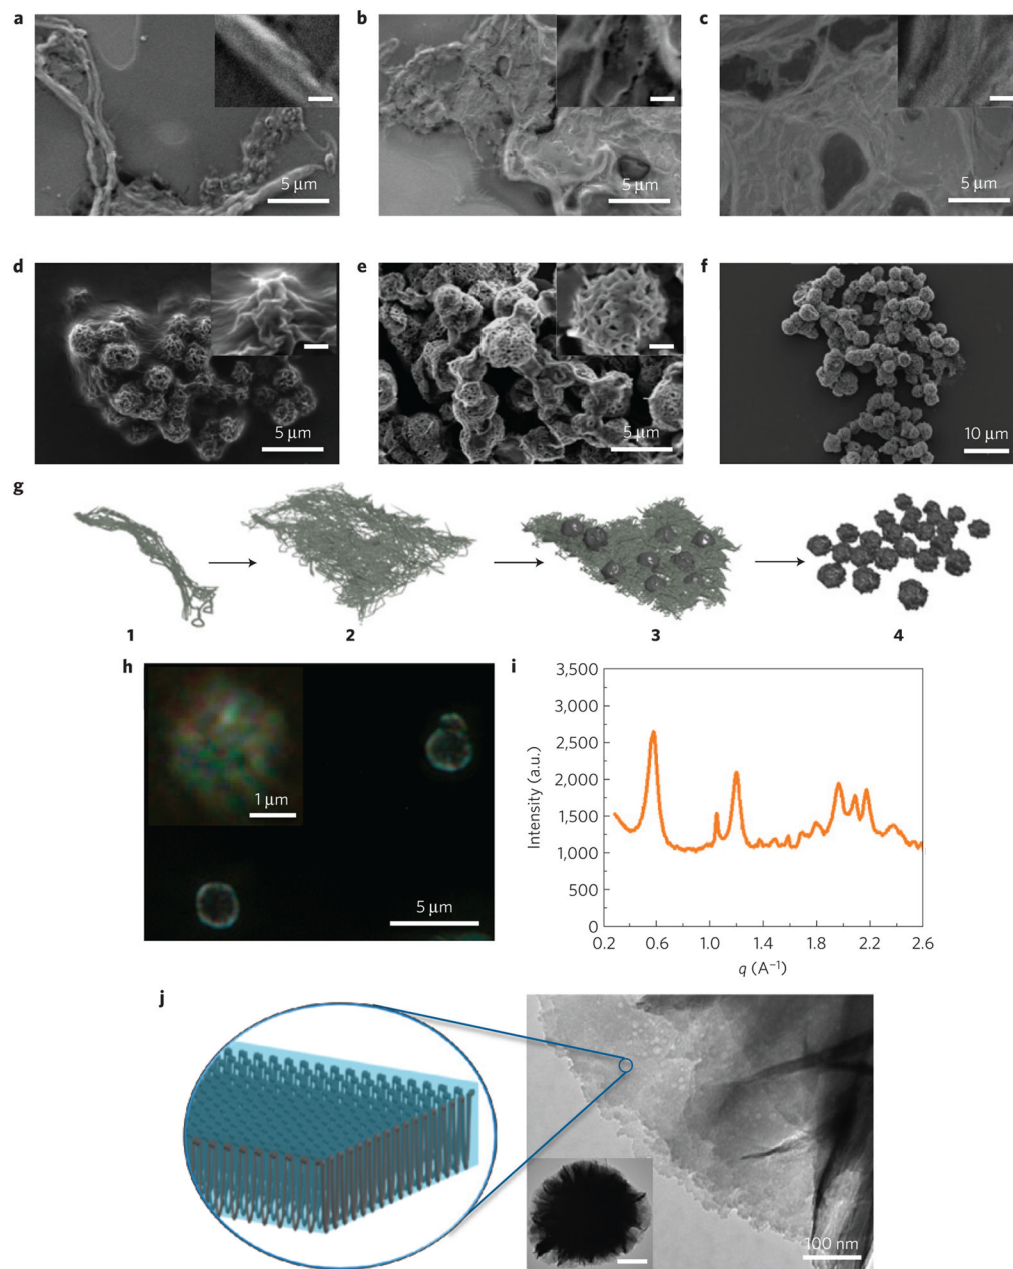 a
b
c
5 μm
5 μm
5 μm
d
e
f
5 μm
5 μm
10 μm
g
1
2
3
4
h
i
1 μm
5 μm
3,500
3,000
2,500
2,000
1,500
1,000
500
0
0.2 0.6 1.0 1.4 1.8 2.2 2.6
Intensity (a.u.)
q (A⁻¹)
j
100 nm